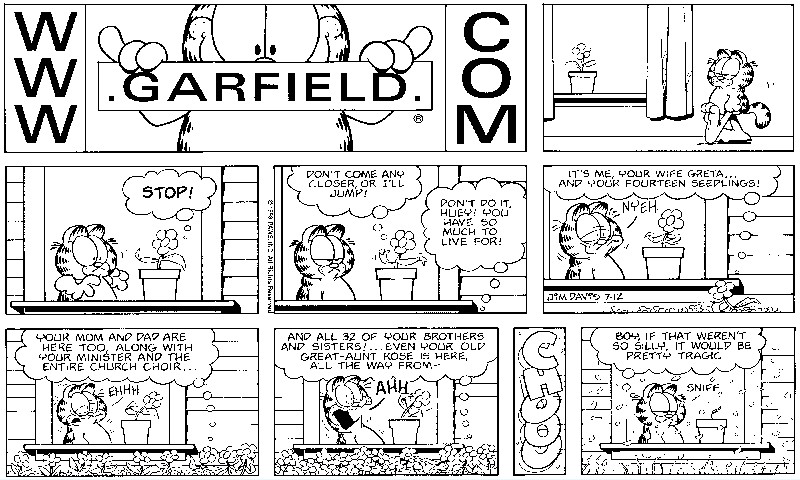 WWW
.GARFIELD.
®
COM
STOP!
DON'T COME ANY
CLOSER, OR I'LL
JUMP!
DON'T DO IT,
HUEY! YOU
HAVE SO
MUCH TO
LIVE FOR!
IT'S ME, YOUR WIFE GRETA...
AND YOUR FOURTEEN SEEDLINGS!
NYEH
JIM DAVIS 7-12
YOUR MOM AND DAD ARE
HERE TOO, ALONG WITH
YOUR MINISTER AND THE
ENTIRE CHURCH CHOIR...
EHHH
AND ALL 32 OF YOUR BROTHERS
AND SISTERS!...EVEN YOUR OLD
GREAT-AUNT ROSE IS HERE,
ALL THE WAY FROM--
AHH
CHOOO
BOY, IF THAT WEREN'T
SO SILLY, IT WOULD BE
PRETTY TRAGIC
SNIFF